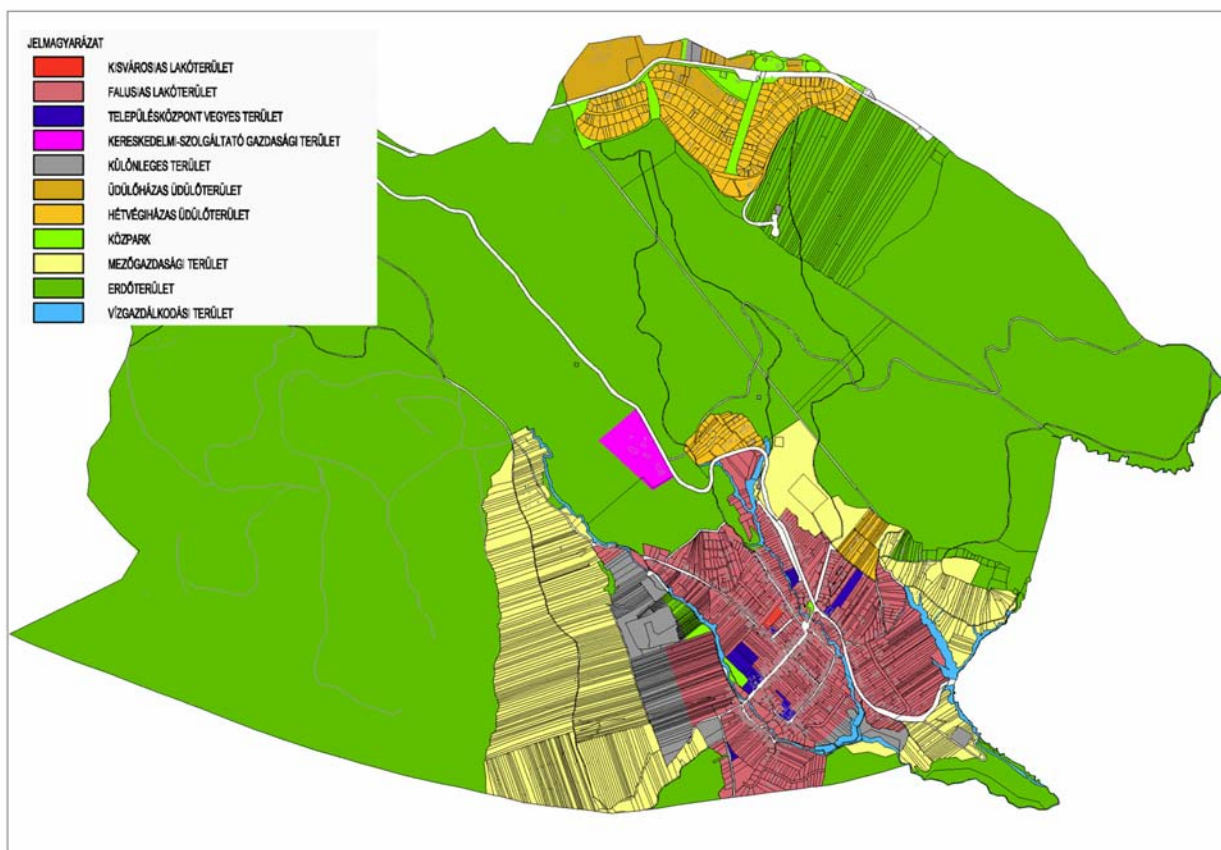 JELMAGYARÁZAT
KISVÁROSIAS LAKÓTERÜLET
FALUSIAS LAKÓTERÜLET
TELEPÜLÉSKÖZPONT VEGYES TERÜLET
KERESKEDELMI-SZOLGÁLTATÓ GAZDASÁGI TERÜLET
KÜLÖNLEGES TERÜLET
ÜDÜLŐHÁZAS ÜDÜLŐTERÜLET
HÉTVÉGIHÁZAS ÜDÜLŐTERÜLET
KÖZPARK
MEZŐGAZDASÁGI TERÜLET
ERDŐTERÜLET
VÍZGAZDÁLKODÁSI TERÜLET